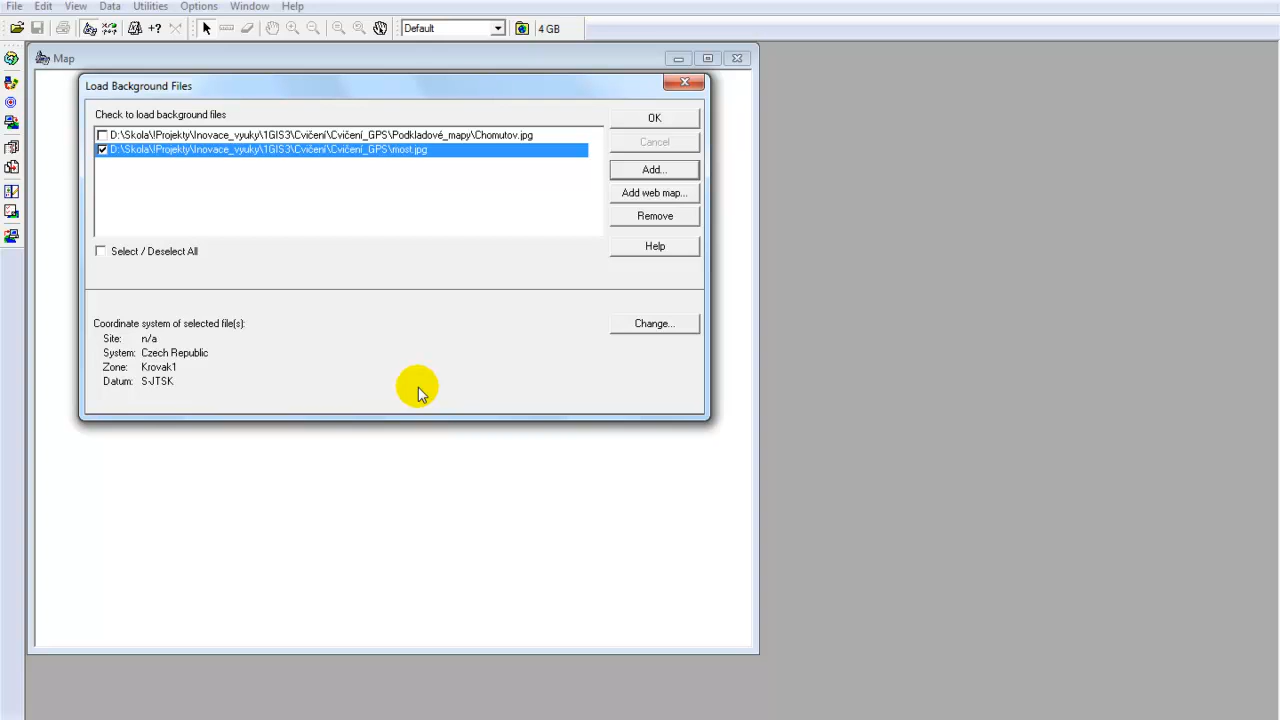 File Edit View Data Utilities Options Window Help
Default 4 GB
Map
Load Background Files
Check to load background files
OK
D:\Skola\!Projekty\Inovace_vyuky\1GIS3\Cvičení\Cvičení_GPS\Podkladové_mapy\Chomutov.jpg
Cancel
D:\Skola\!Projekty\Inovace_vyuky\1GIS3\Cvičení\Cvičení_GPS\most.jpg
Add...
Add web map...
Remove
Help
Select / Deselect All
Coordinate system of selected file(s):
Change...
Site: n/a
System: Czech Republic
Zone: Krovak1
Datum: S-JTSK